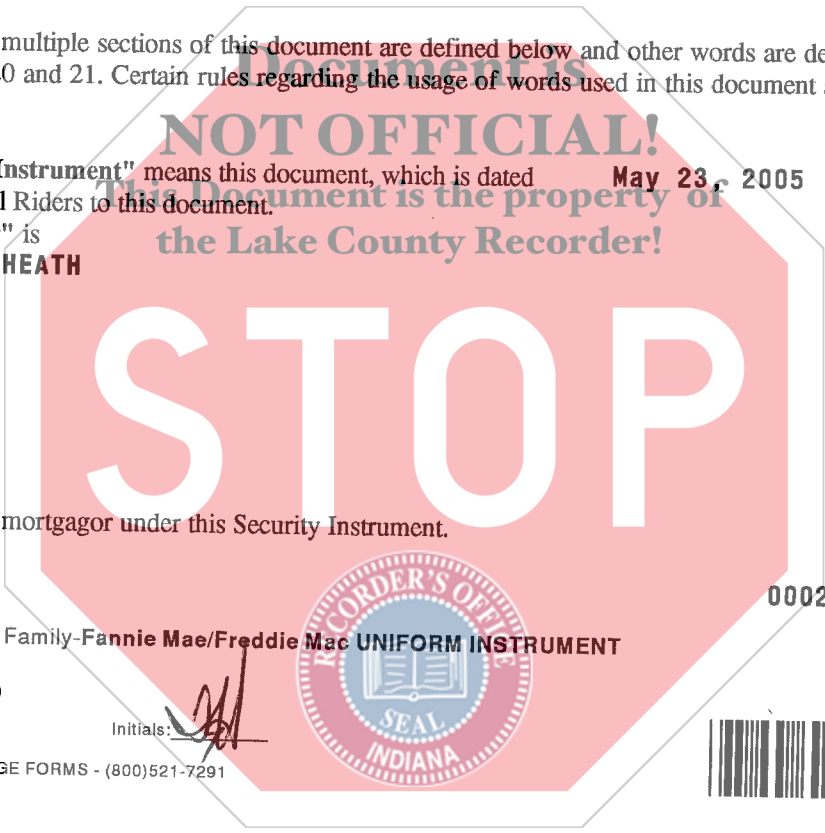 multiple sections of this document are defined below and other words are de
Document is
0 and 21. Certain rules regarding the usage of words used in this document
NOT OFFICIAL!
Instrument" means this document, which is dated May 23, 2005
This Document is the property of
l Riders to this document.
" is
the Lake County Recorder!
HEATH
STOP
mortgagor under this Security Instrument.
0002
RECORDER'S OFFICE
Family-Fannie Mae/Freddie Mac UNIFORM INSTRUMENT
SEAL
INDIANA
Initials:
GE FORMS - (800)521-7291